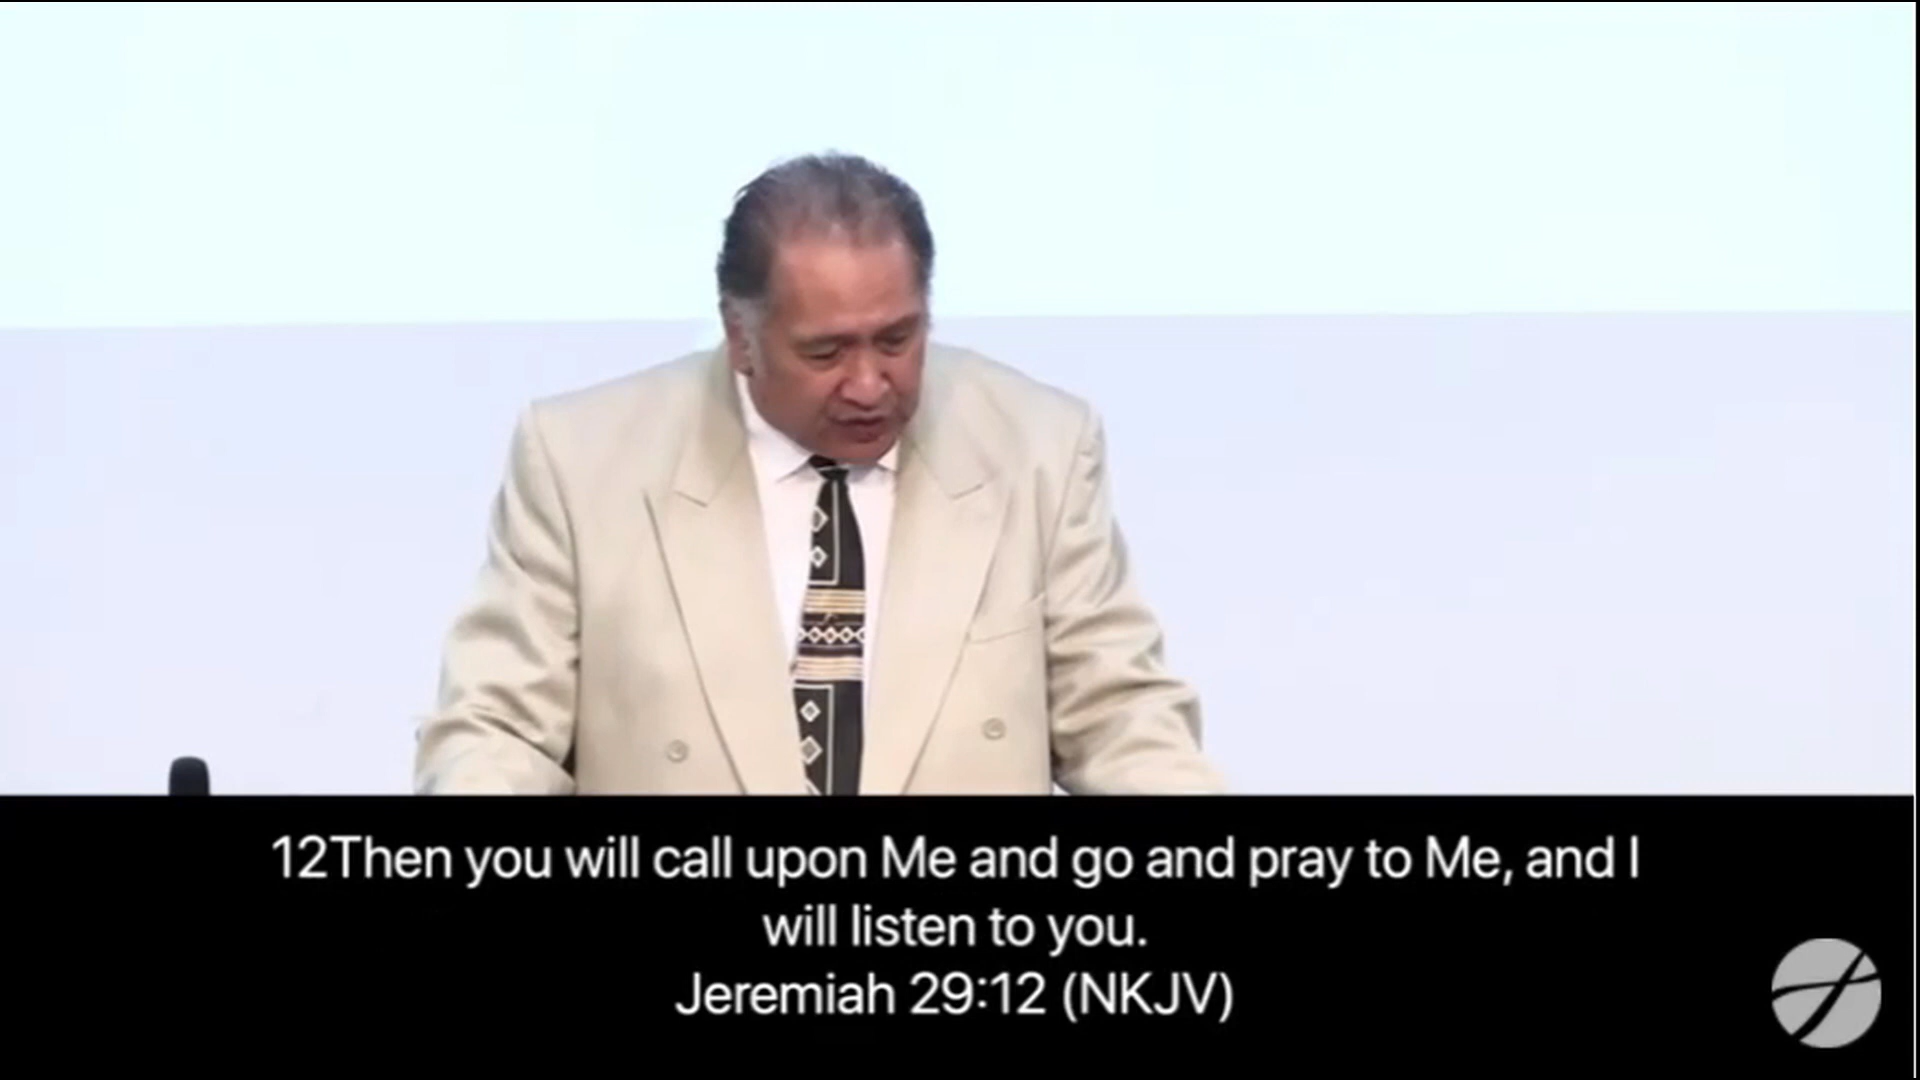 12Then you will call upon Me and go and pray to Me, and I
will listen to you.
Jeremiah 29:12 (NKJV)